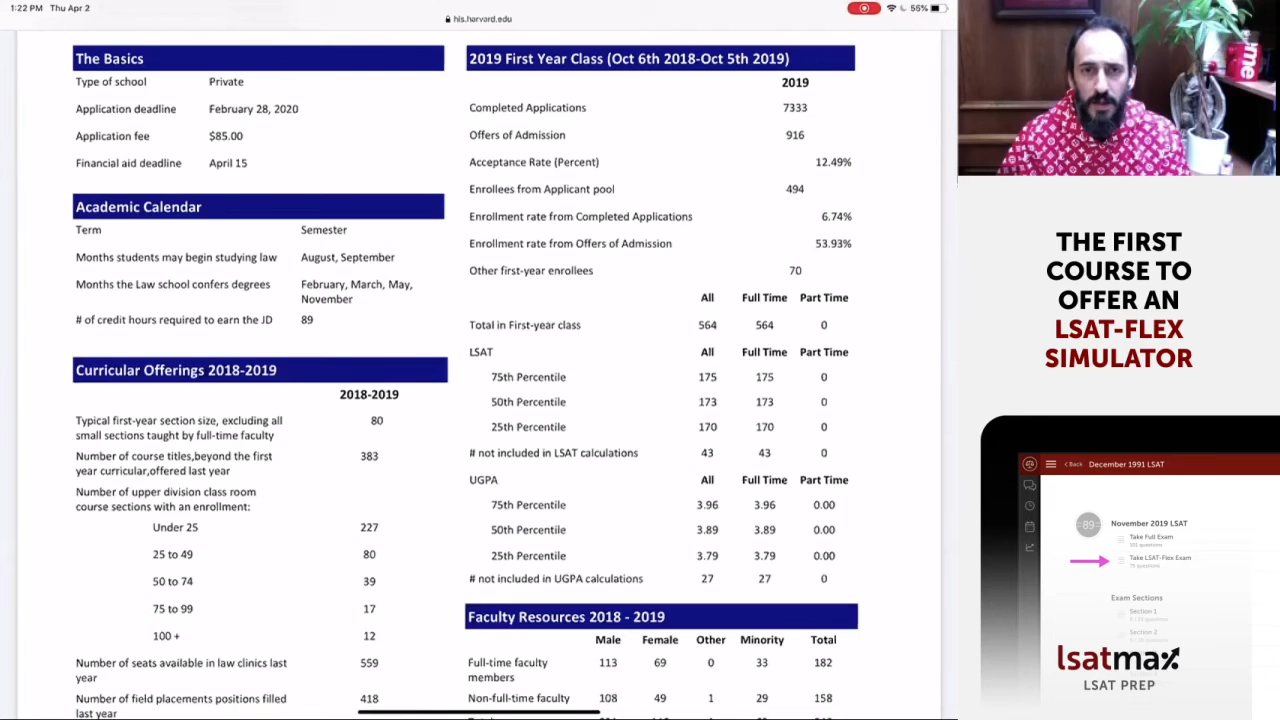 1:22 PM Thu Apr 2
56%
hls.harvard.edu
The Basics
Type of school Private
Application deadline February 28, 2020
Application fee $85.00
Financial aid deadline April 15
Academic Calendar
Term Semester
Months students may begin studying law August, September
Months the Law school confers degrees February, March, May,
November
# of credit hours required to earn the JD 89
Curricular Offerings 2018-2019
2018-2019
Typical first-year section size, excluding all 80
small sections taught by full-time faculty
Number of course titles,beyond the first 383
year curricular,offered last year
Number of upper division class room
course sections with an enrollment:
Under 25 227
25 to 49 80
50 to 74 39
75 to 99 17
100 + 12
Number of seats available in law clinics last 559
year
Number of field placements positions filled 418
last year
2019 First Year Class (Oct 6th 2018-Oct 5th 2019)
2019
Completed Applications 7333
Offers of Admission 916
Acceptance Rate (Percent) 12.49%
Enrollees from Applicant pool 494
Enrollment rate from Completed Applications 6.74%
Enrollment rate from Offers of Admission 53.93%
Other first-year enrollees 70
All Full Time Part Time
Total in First-year class 564 564 0
LSAT All Full Time Part Time
75th Percentile 175 175 0
50th Percentile 173 173 0
25th Percentile 170 170 0
# not included in LSAT calculations 43 43 0
UGPA All Full Time Part Time
75th Percentile 3.96 3.96 0.00
50th Percentile 3.89 3.89 0.00
25th Percentile 3.79 3.79 0.00
# not included in UGPA calculations 27 27 0
Faculty Resources 2018 - 2019
Male Female Other Minority Total
Full-time faculty 113 69 0 33 182
members
Non-full-time faculty 108 49 1 29 158
me
THE FIRST
COURSE TO
OFFER AN
LSAT-FLEX
SIMULATOR
< Back December 1991 LSAT
89
November 2019 LSAT
Take Full Exam
101 questions
Take LSAT-Flex Exam
75 questions
Exam Sections
Section 1
Section 2
lsatmax
LSAT PREP